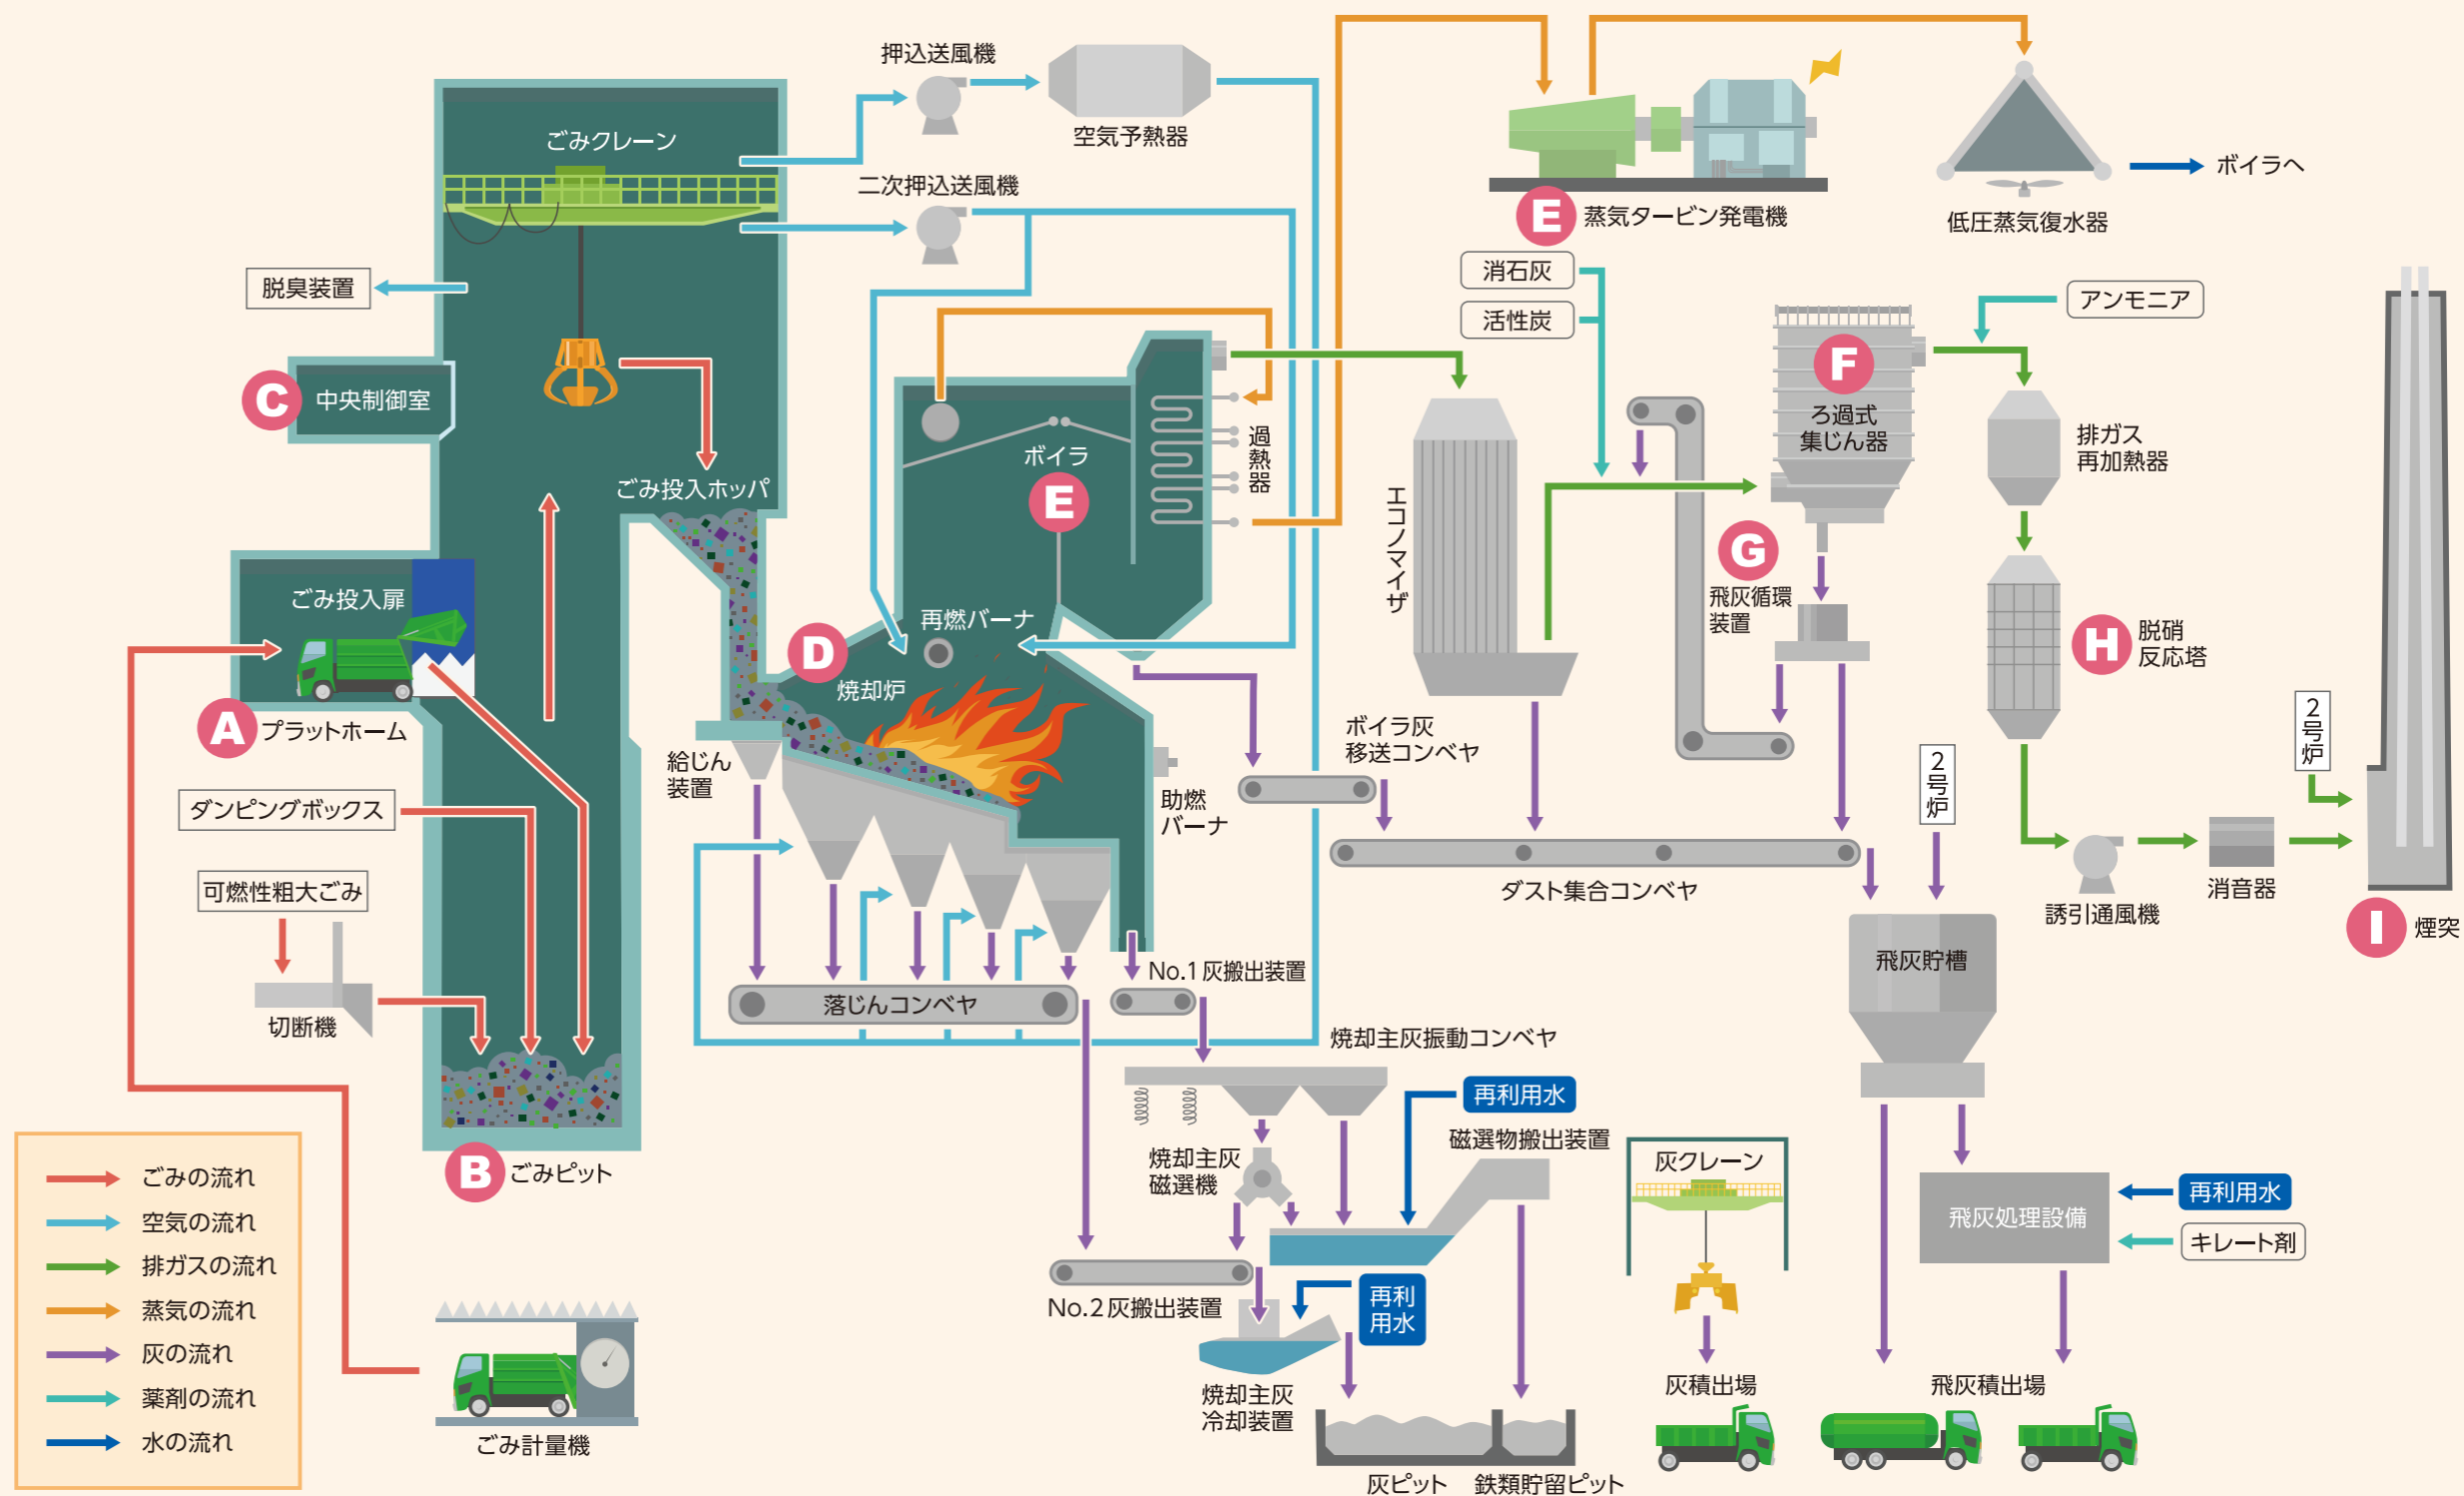 押込送風機
空気予熱器
ごみクレーン
二次押込送風機
脱臭装置
C
中央制御室
ごみ投入ホッパ
ごみ投入扉
A
プラットホーム
ダンピングボックス
可燃性粗大ごみ
切断機
B
ごみピット
ボイラ
E
過熱器
再燃バーナ
D
焼却炉
給じん
装置
助燃
バーナ
落じんコンベヤ
No.1灰搬出装置
焼却主灰振動コンベヤ
E
蒸気タービン発電機
低圧蒸気復水器
ボイラへ
消石灰
活性炭
アンモニア
エコノマイザ
F
ろ過式
集じん器
G
飛灰循環
装置
排ガス
再加熱器
H
脱硝
反応塔
ボイラ灰
移送コンベヤ
ダスト集合コンベヤ
2号炉
2号炉
誘引通風機
消音器
I
煙突
飛灰貯槽
再利用水
磁選物搬出装置
焼却主灰
磁選機
No.2灰搬出装置
再利
用水
焼却主灰
冷却装置
灰ピット
鉄類貯留ピット
灰クレーン
灰積出場
飛灰処理設備
再利用水
キレート剤
飛灰積出場
ごみ計量機
ごみの流れ
空気の流れ
排ガスの流れ
蒸気の流れ
灰の流れ
薬剤の流れ
水の流れ